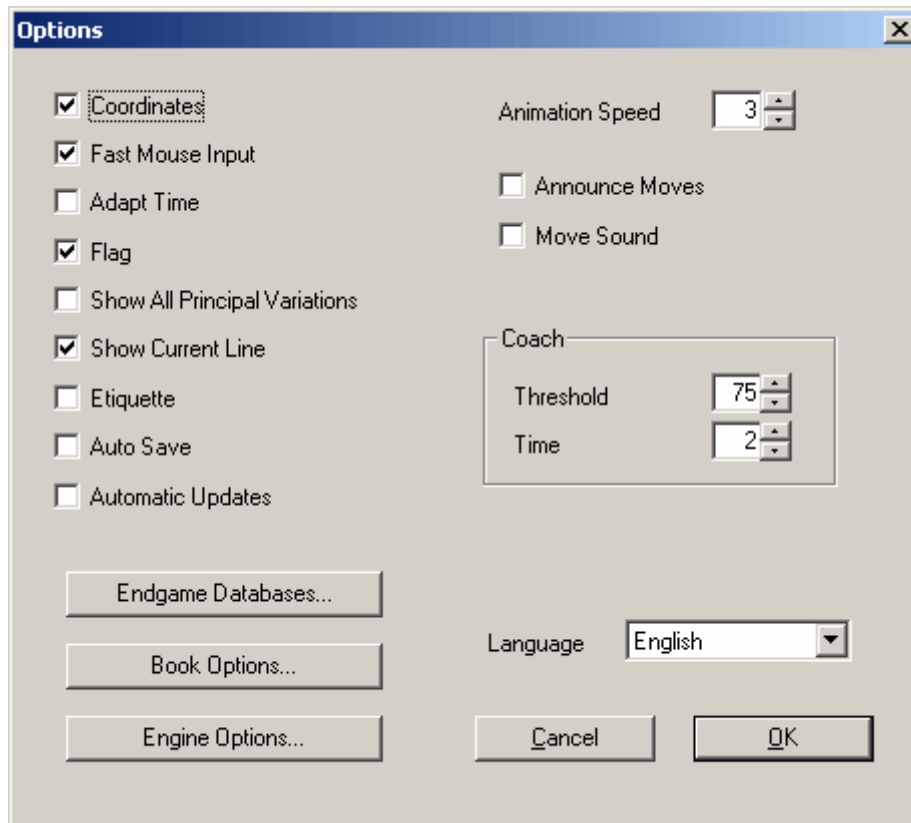 Options
Coordinates
Fast Mouse Input
Adapt Time
Flag
Show All Principal Variations
Show Current Line
Etiquette
Auto Save
Automatic Updates
Endgame Databases...
Book Options...
Engine Options...
Animation Speed 3
Announce Moves
Move Sound
Coach
Threshold 75
Time 2
Language English
Cancel OK